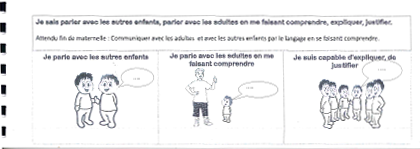 Je sais parler avec les autres enfants, parler avec les adultes en me faisant comprendre, expliquer, justifier.
Attendu fin de maternelle : Communiquer avec les adultes et avec les autres enfants par le langage en se faisant comprendre.
Je parle avec les autres enfants
Je parle avec les adultes en me
faisant comprendre
Je suis capable d'expliquer, de
justifier